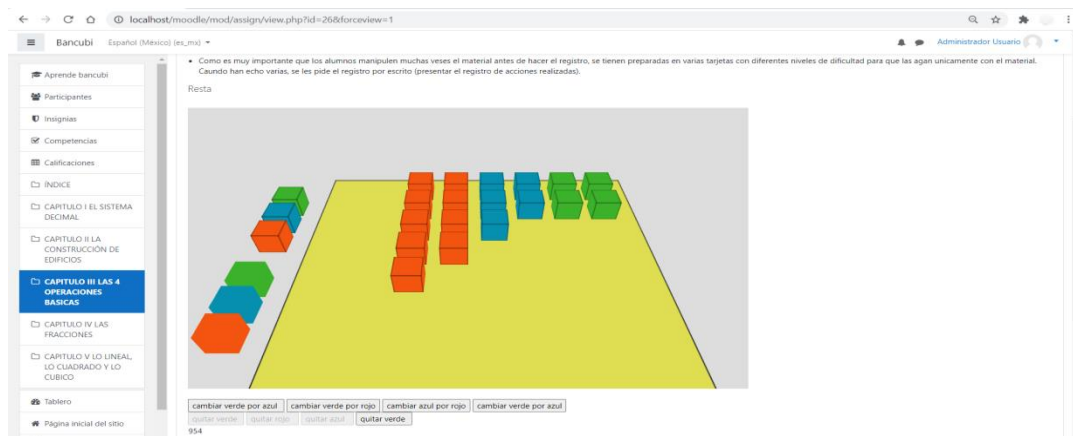 localhost/moodle/mod/assign/view.php?id=26&forceview=1
Bancubi Español (México) (es_mx) Administrador Usuario
Aprende bancubi
Participantes
Insignias
Competencias
Calificaciones
ÍNDICE
CAPITULO I EL SISTEMA
DECIMAL
CAPITULO II LA
CONSTRUCCIÓN DE
EDIFICIOS
CAPITULO III LAS 4
OPERACIONES
BASICAS
CAPITULO IV LAS
FRACCIONES
CAPITULO V LO LINEAL,
LO CUADRADO Y LO
CUBICO
Tablero
Página inicial del sitio
Como es muy importante que los alumnos manipulen muchas veses el material antes de hacer el registro, se tienen preparadas en varias tarjetas con diferentes niveles de dificultad para que las agan unicamente con el material.
Caundo han echo varias, se les pide el registro por escrito (presentar el registro de acciones realizadas).
Resta
cambiar verde por azul cambiar verde por rojo cambiar azul por rojo cambiar verde por azul
quitar verde quitar rojo quitar azul quitar verde
954